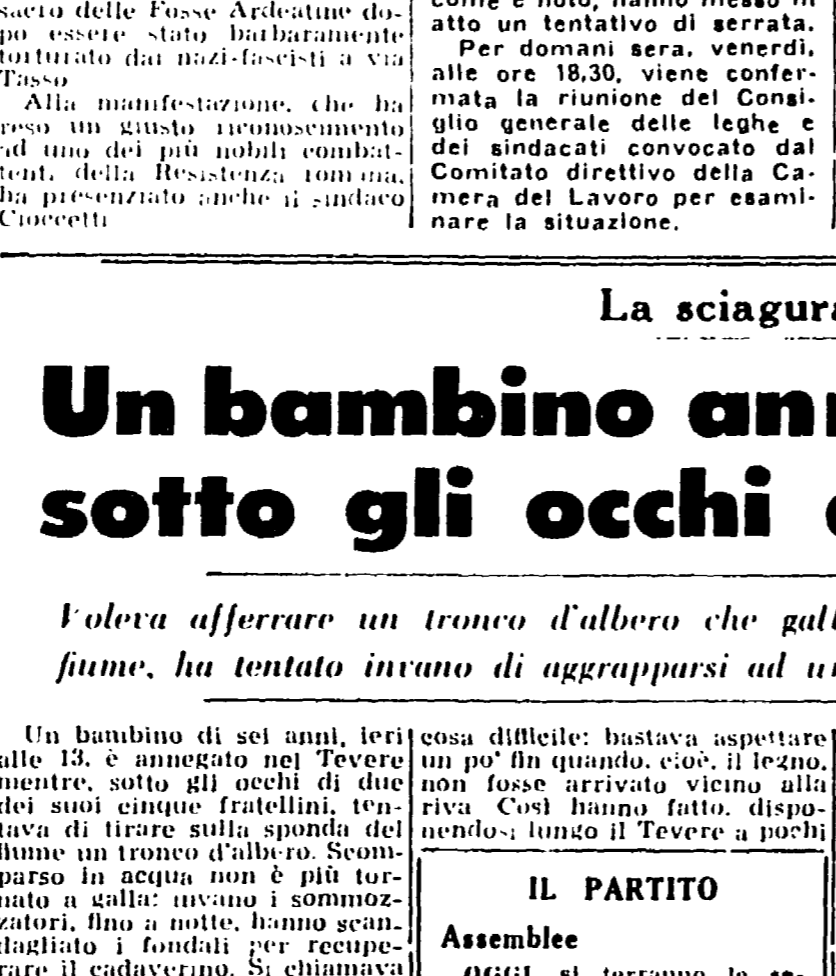 sacro delle Fosse Ardeatine do-
po essere stato barbaramente
torturato dai nazi-fascisti a via
Tasso
Alla manifestazione, che ha
reso un giusto riconoscimento
ad uno dei più nobili combat-
tenti della Resistenza romana,
ha presenziato anche il sindaco
Cioccetti
come è noto, hanno messo in
atto un tentativo di serrata.
Per domani sera, venerdì,
alle ore 18,30, viene confer-
mata la riunione del Consi-
glio generale delle leghe e
dei sindacati convocato dal
Comitato direttivo della Ca-
mera del Lavoro per esami-
nare la situazione.
La sciagura
Un bambino ann
sotto gli occhi
Voleva afferrare un tronco d'albero che gall
fiume, ha tentato invano di aggrapparsi ad un
Un bambino di sei anni, ieri
alle 13, è annegato nel Tevere
mentre, sotto gli occhi di due
dei suoi cinque fratellini, ten-
tava di tirare sulla sponda del
fiume un tronco d'albero. Scom-
parso in acqua non è più tor-
nato a galla: invano i sommoz-
zatori, fino a notte, hanno scan-
dagliato i fondali per recupe-
rare il cadaverino. Si chiamava
cosa difficile: bastava aspettare
un po' fin quando, cioè, il legno,
non fosse arrivato vicino alla
riva Così hanno fatto, dispo-
nendosi lungo il Tevere a pochi
IL PARTITO
Assemblee
OGGI si terranno le